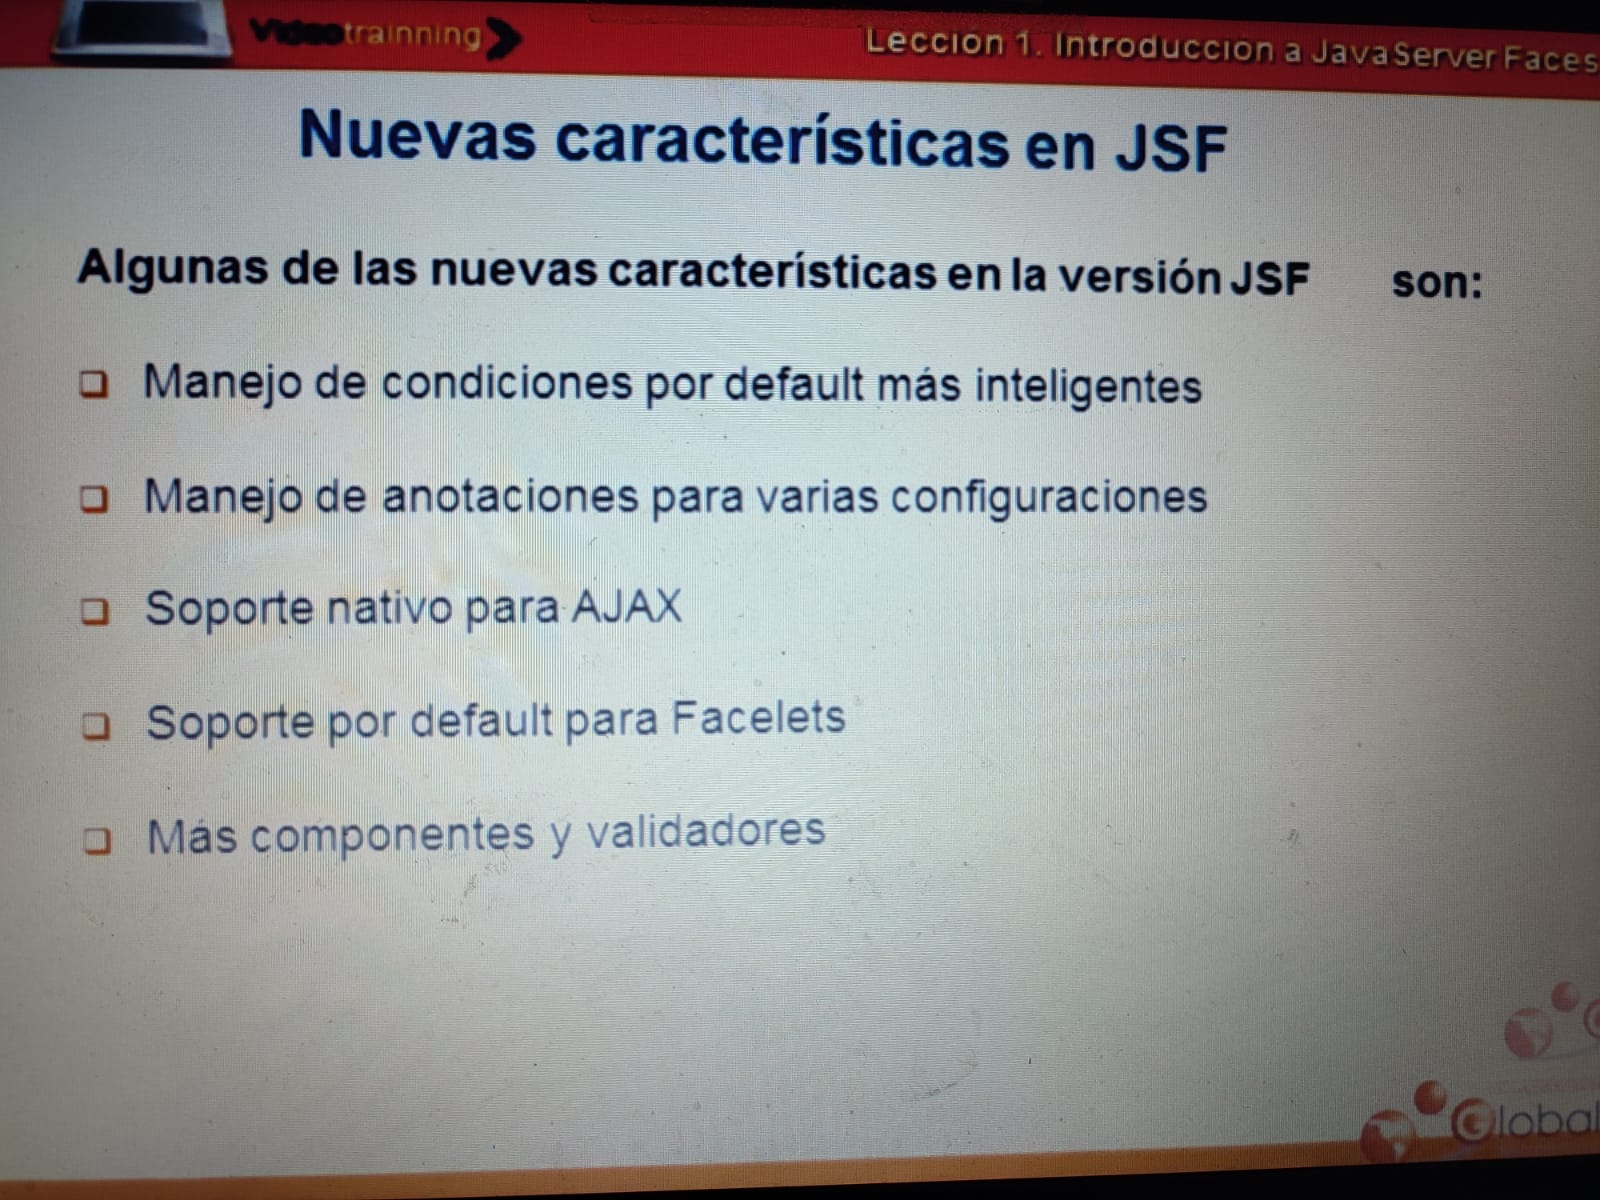 Videotrainning
Lección 1. Introducción a JavaServer Faces
Nuevas características en JSF
Algunas de las nuevas características en la versión JSF son:
Manejo de condiciones por default más inteligentes
Manejo de anotaciones para varias configuraciones
Soporte nativo para AJAX
Soporte por default para Facelets
Más componentes y validadores
Global